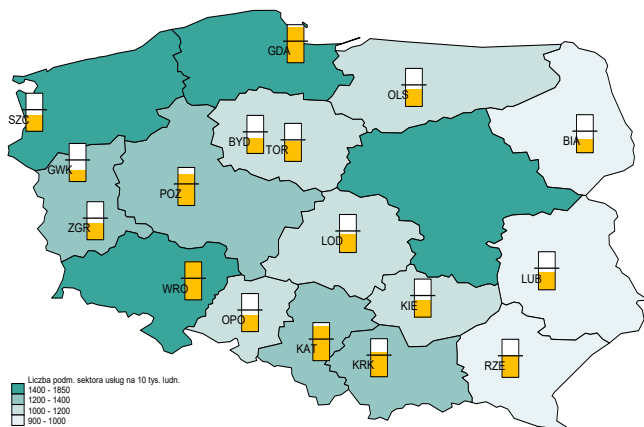 GDA
OLS
SZC
BYD
TOR
BIA
GWK
POZ
ZGR
LOD
LUB
WRO
KIE
OPO
KAT
KRK
RZE
Liczba podm. sektora usług na 10 tys. ludn.
1400 - 1850
1200 - 1400
1000 - 1200
900 - 1000